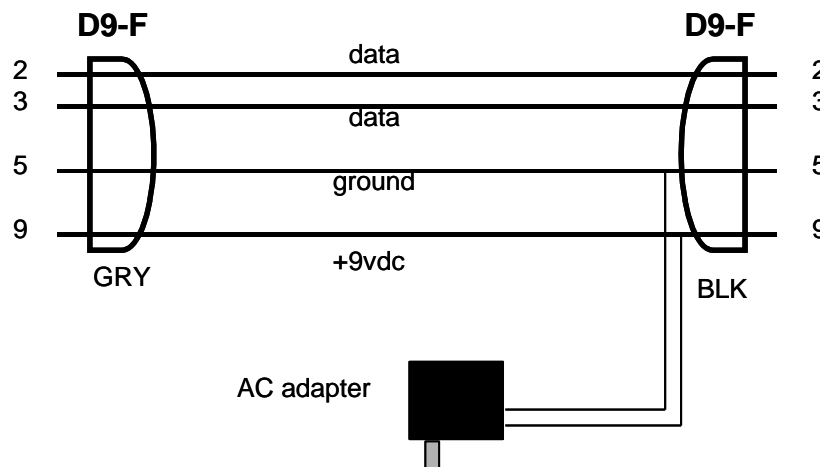 D9-F D9-F
2 data 2
3 data 3
5 ground 5
9 +9vdc 9
GRY BLK
AC adapter